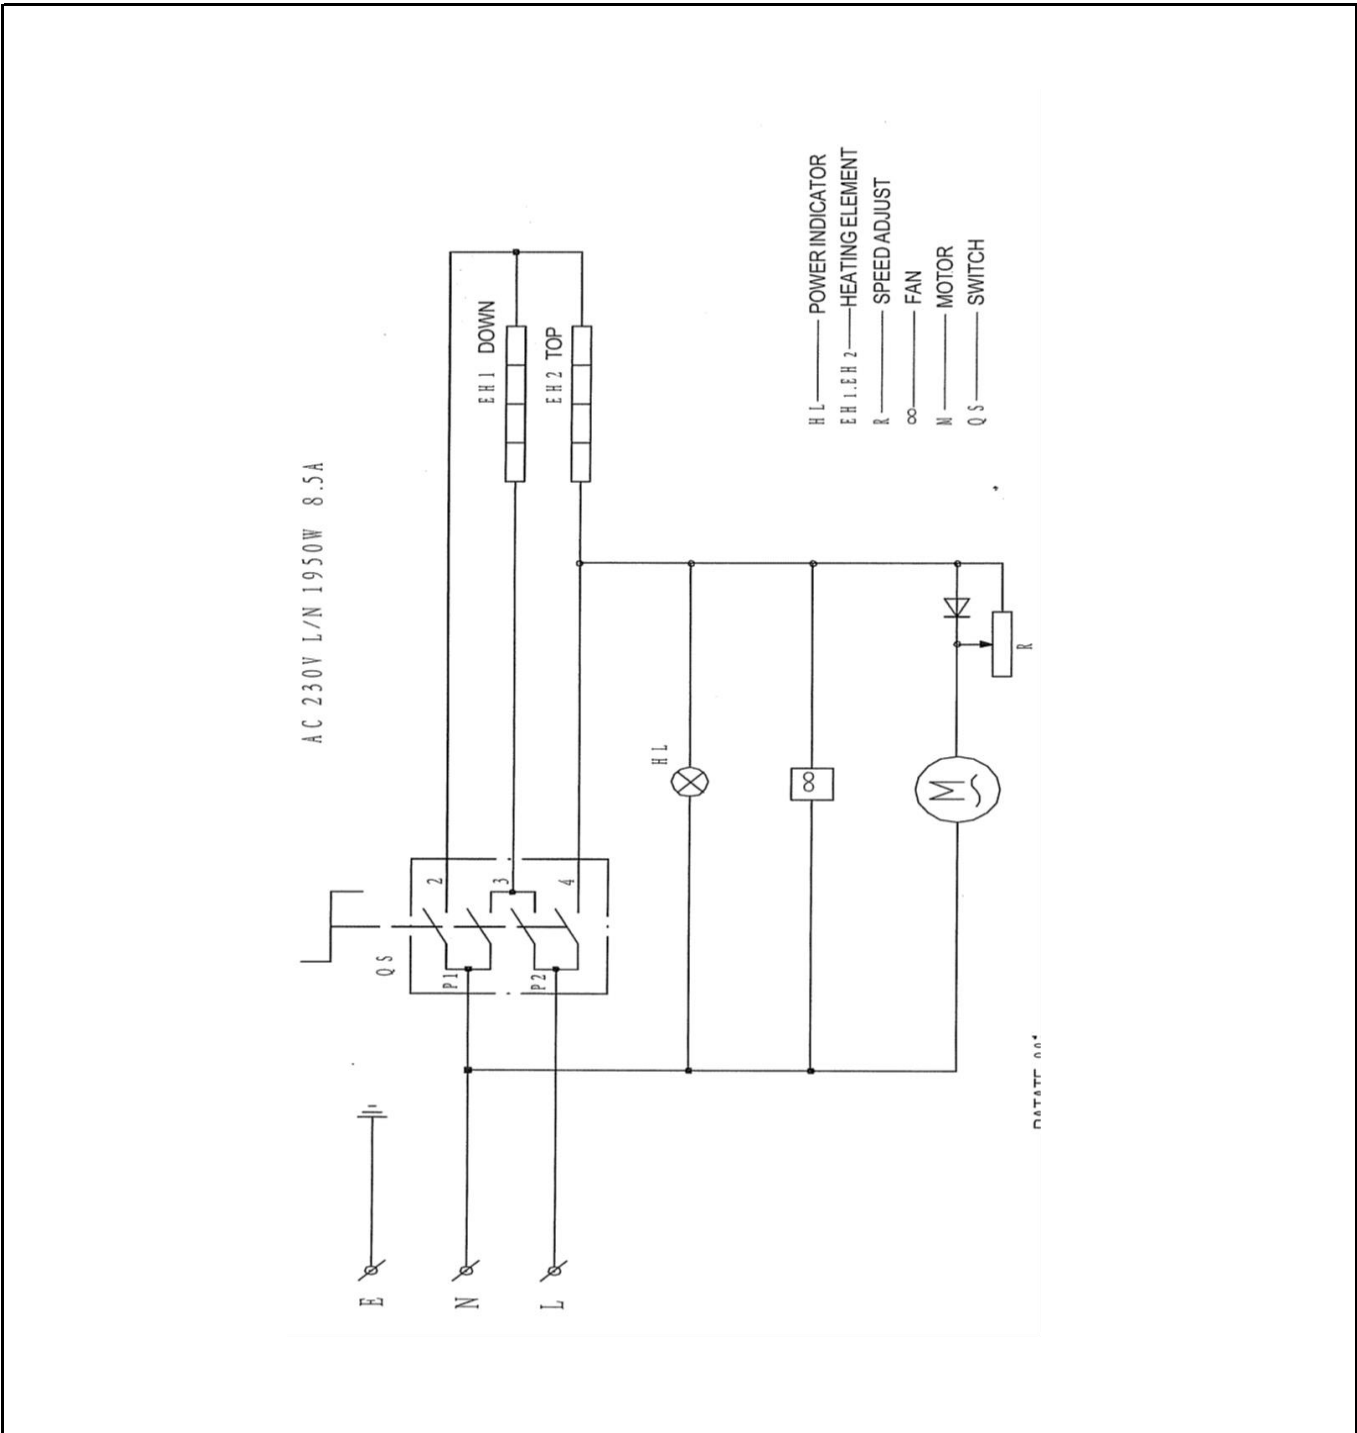 AC 230V L/N 1950W 8.5A
EH1 DOWN
EH2 TOP
2
3
4
QS
P1
P2
HL
∞
M
R
E
N
L
HL POWER INDICATOR
EH1.EH2 HEATING ELEMENT
R SPEED ADJUST
∞ FAN
M MOTOR
QS SWITCH